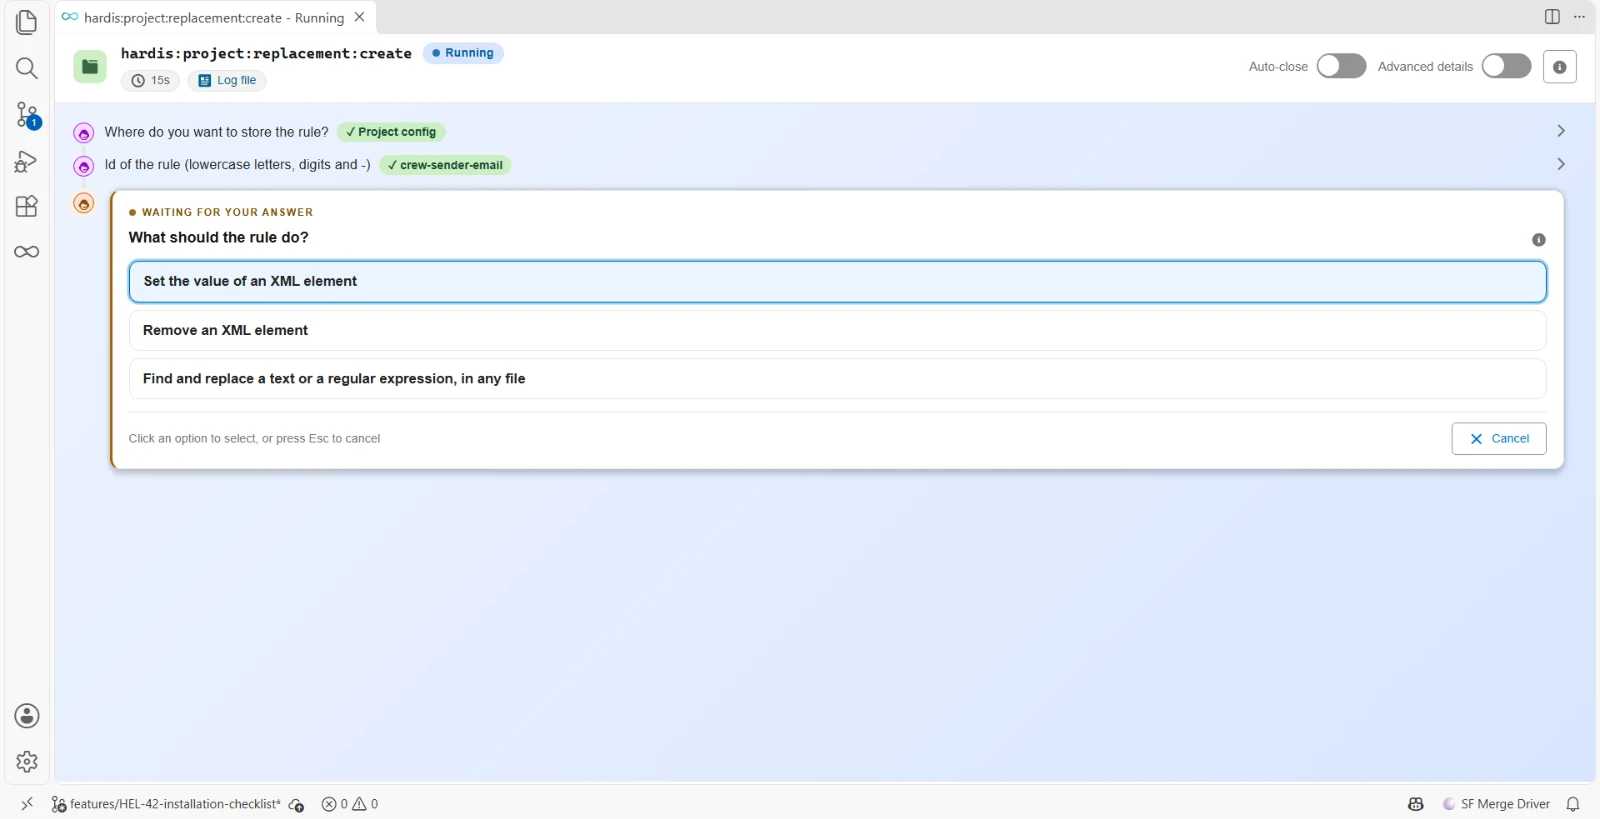 hardis:project:replacement:create - Running
hardis:project:replacement:create
Running
15s
Log file
Auto-close
Advanced details
Where do you want to store the rule?
✓ Project config
Id of the rule (lowercase letters, digits and -)
✓ crew-sender-email
WAITING FOR YOUR ANSWER
What should the rule do?
Set the value of an XML element
Remove an XML element
Find and replace a text or a regular expression, in any file
Click an option to select, or press Esc to cancel
Cancel
1
features/HEL-42-installation-checklist*
0
0
SF Merge Driver